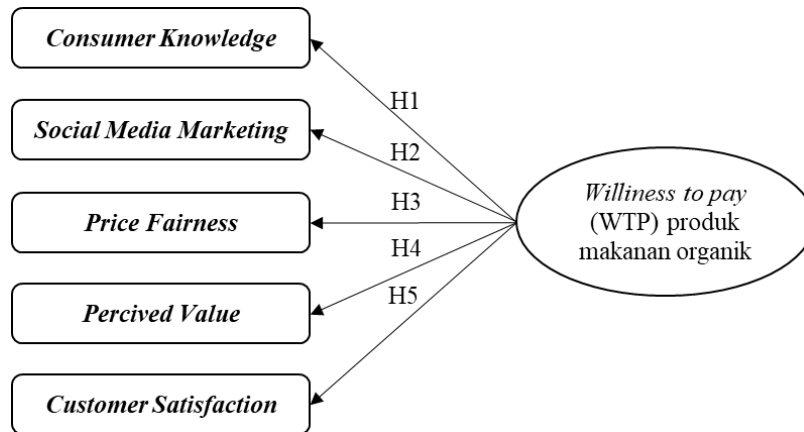 Consumer Knowledge
H1
Social Media Marketing
H2
Price Fairness
H3
H4
Percived Value
H5
Customer Satisfaction
Williness to pay
(WTP) produk
makanan organik